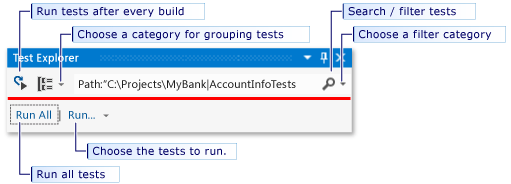 Run tests after every build
Search / filter tests
Choose a category for grouping tests
Choose a filter category
Test Explorer
Path:"C:\Projects\MyBank|AccountInfoTests
Run All | Run...
Choose the tests to run.
Run all tests